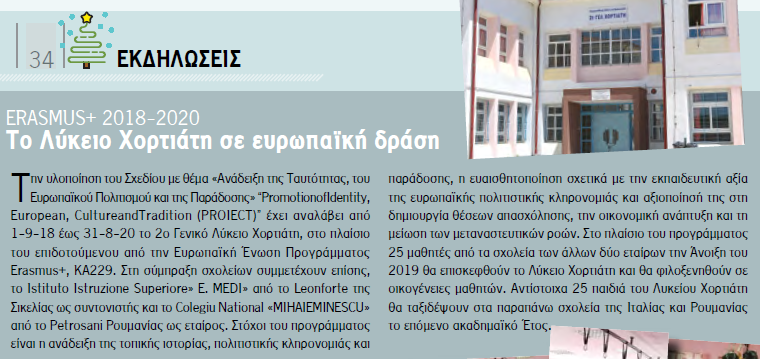 34
ΕΚΔΗΛΩΣΕΙΣ
ERASMUS+ 2018-2020
Το Λύκειο Χορτιάτη σε ευρωπαϊκή δράση
Την υλοποίηση του Σχεδίου με θέμα «Ανάδειξη της Ταυτότητας, του
Ευρωπαϊκού Πολιτισμού και της Παράδοσης» “PromotionofIdentity,
European, CultureandTradition (PROIECT)” έχει αναλάβει από
1-9-18 έως 31-8-20 το 2ο Γενικό Λύκειο Χορτιάτη, στο πλαίσιο
του επιδοτούμενου από την Ευρωπαϊκή Ένωση Προγράμματος
Erasmus+, KA229. Στη σύμπραξη σχολείων συμμετέχουν επίσης,
το Istituto Istruzione Superiore» E. MEDI» από το Leonforte της
Σικελίας ως συντονιστής και το Colegiu National «MIHAIEMINESCU»
από το Petrosani Ρουμανίας ως εταίρος. Στόχοι του προγράμματος
είναι η ανάδειξη της τοπικής ιστορίας, πολιτιστικής κληρονομιάς και
παράδοσης, η ευαισθητοποίηση σχετικά με την εκπαιδευτική αξία
της ευρωπαϊκής πολιτιστικής κληρονομιάς και αξιοποίησή της στη
δημιουργία θέσεων απασχόλησης, την οικονομική ανάπτυξη και τη
μείωση των μεταναστευτικών ροών. Στο πλαίσιο του προγράμματος
25 μαθητές από τα σχολεία των άλλων δύο εταίρων την Άνοιξη του
2019 θα επισκεφθούν το Λύκειο Χορτιάτη και θα φιλοξενηθούν σε
οικογένειες μαθητών. Αντίστοιχα 25 παιδιά του Λυκείου Χορτιάτη
θα ταξιδέψουν στα παραπάνω σχολεία της Ιταλίας και Ρουμανίας
το επόμενο ακαδημαϊκό Έτος.
ΓΕΛ ΧΟΡΤΙΑΤΗ